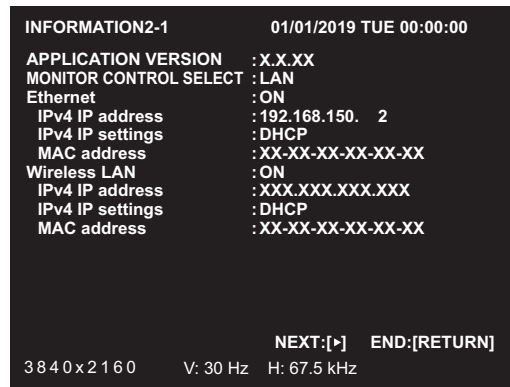 INFORMATION2-1 01/01/2019 TUE 00:00:00
APPLICATION VERSION :X.X.XX
MONITOR CONTROL SELECT :LAN
Ethernet :ON
IPv4 IP address :192.168.150. 2
IPv4 IP settings :DHCP
MAC address :XX-XX-XX-XX-XX-XX
Wireless LAN :ON
IPv4 IP address :XXX.XXX.XXX.XXX
IPv4 IP settings :DHCP
MAC address :XX-XX-XX-XX-XX-XX
NEXT:[▸] END:[RETURN]
3840x2160 V: 30 Hz H: 67.5 kHz